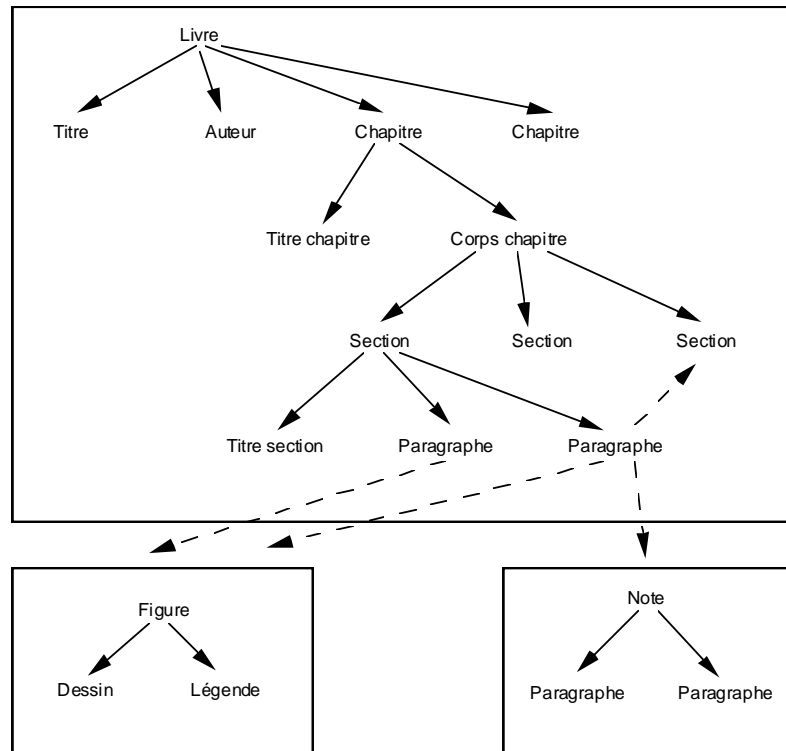 Livre
Titre Auteur Chapitre Chapitre
Titre chapitre Corps chapitre
Section Section Section
Titre section Paragraphe Paragraphe
Figure
Dessin Légende
Note
Paragraphe Paragraphe